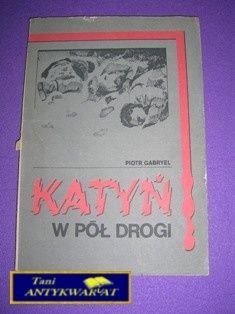 PIOTR GABRYEL
KATYŃ
W PÓŁ DROGI
Tani
ANTYKWARIAT